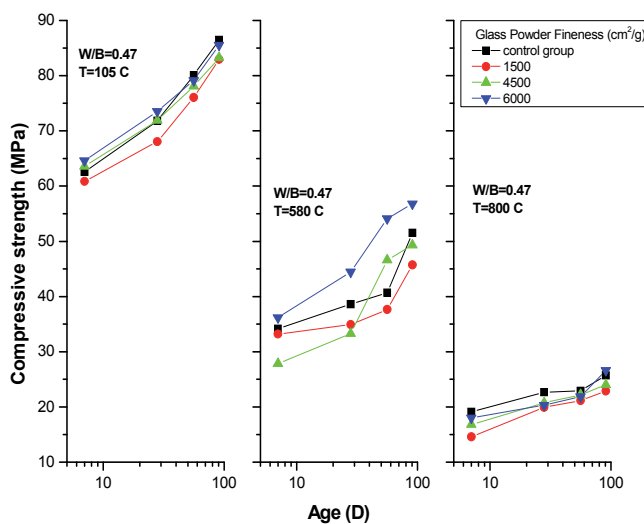 Compressive strength (MPa)
90
80
70
60
50
40
30
20
10
W/B=0.47
T=105 C
W/B=0.47
T=580 C
W/B=0.47
T=800 C
Glass Powder Fineness (cm²/g)
control group
1500
4500
6000
10 100
10 100
10 100
Age (D)